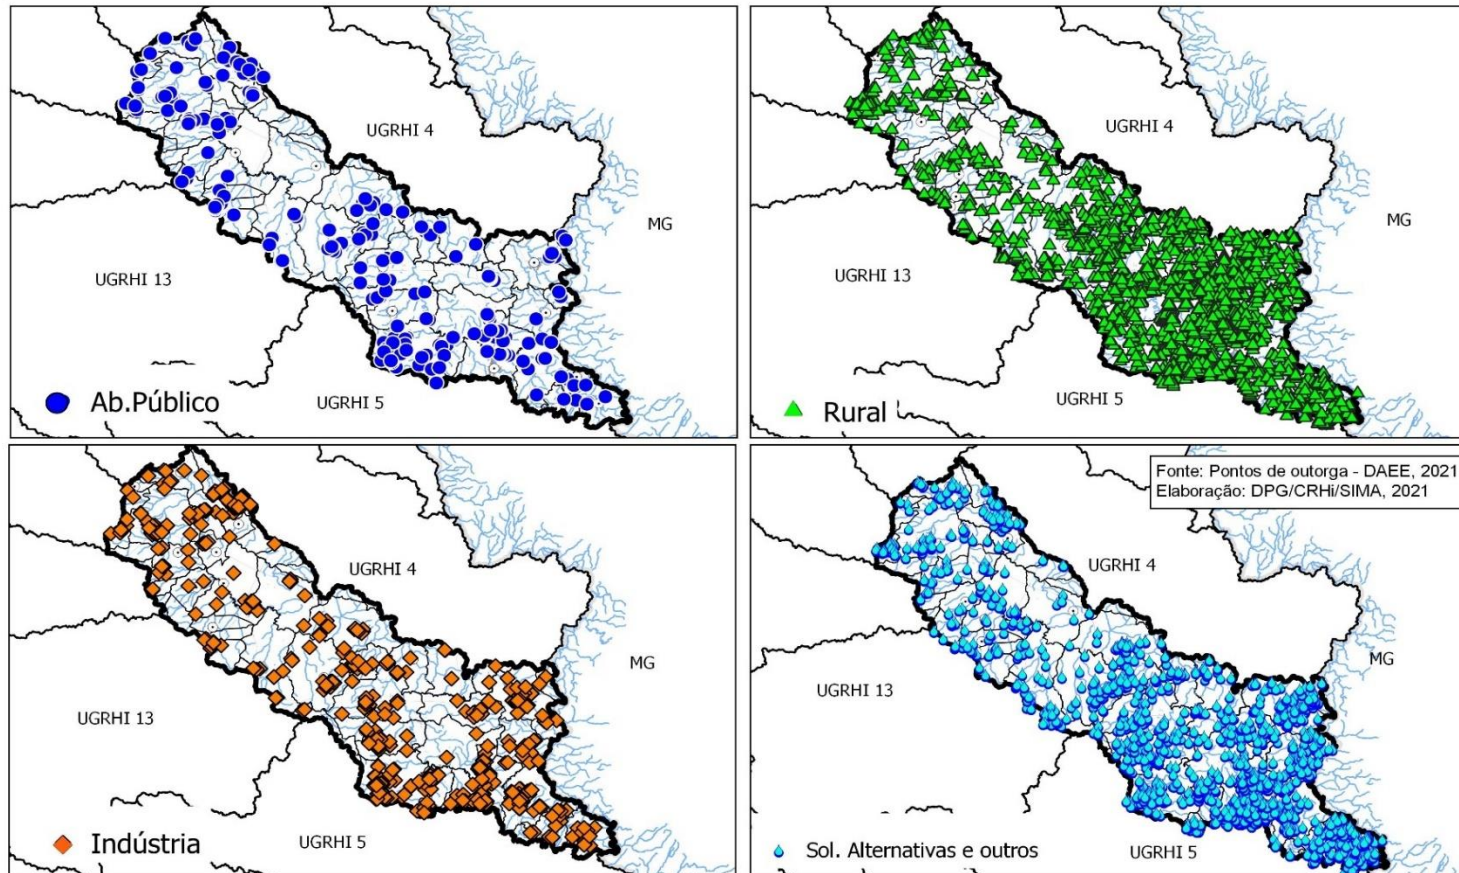 UGRHI 4
MG
UGRHI 13
UGRHI 5
Ab.Público
UGRHI 4
MG
UGRHI 13
UGRHI 5
Rural
UGRHI 4
MG
UGRHI 13
UGRHI 5
Indústria
Fonte: Pontos de outorga - DAEE, 2021
Elaboração: DPG/CRHi/SIMA, 2021
UGRHI 4
MG
UGRHI 13
UGRHI 5
Sol. Alternativas e outros